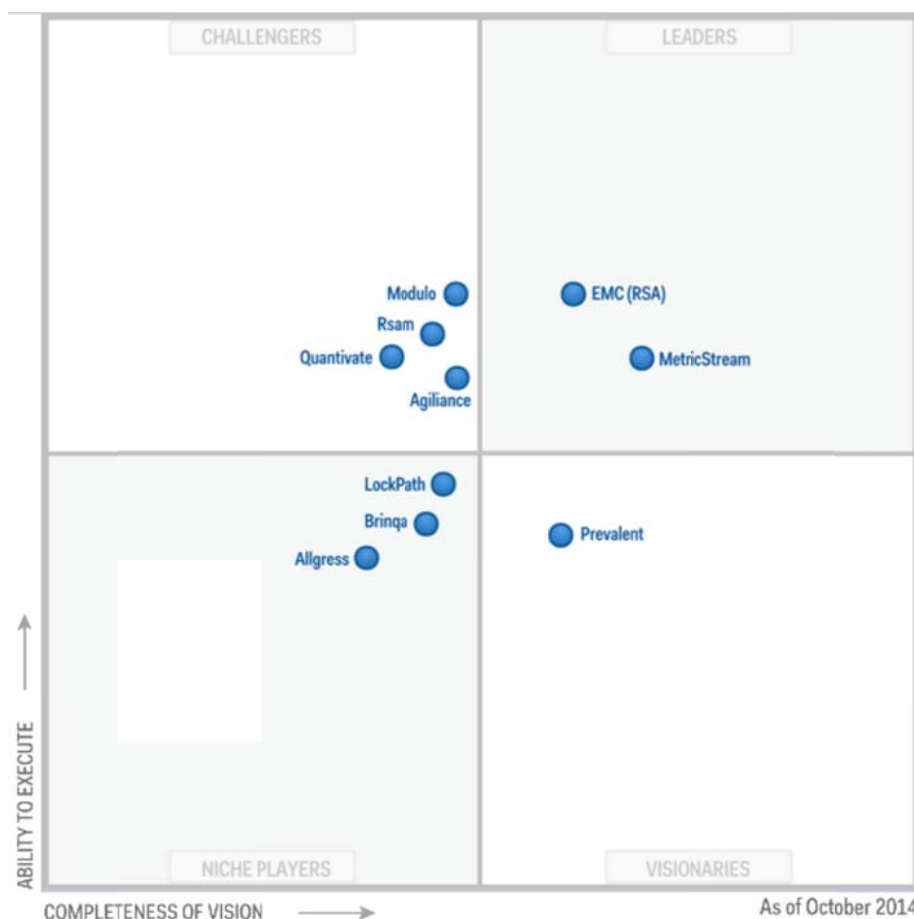 CHALLENGERS
LEADERS
Modulo
EMC (RSA)
Rsam
Quantivate
MetricStream
Agiliance
LockPath
Brinqa
Prevalent
Allgress
ABILITY TO EXECUTE
NICHE PLAYERS
VISIONARIES
COMPLETENESS OF VISION
As of October 2014